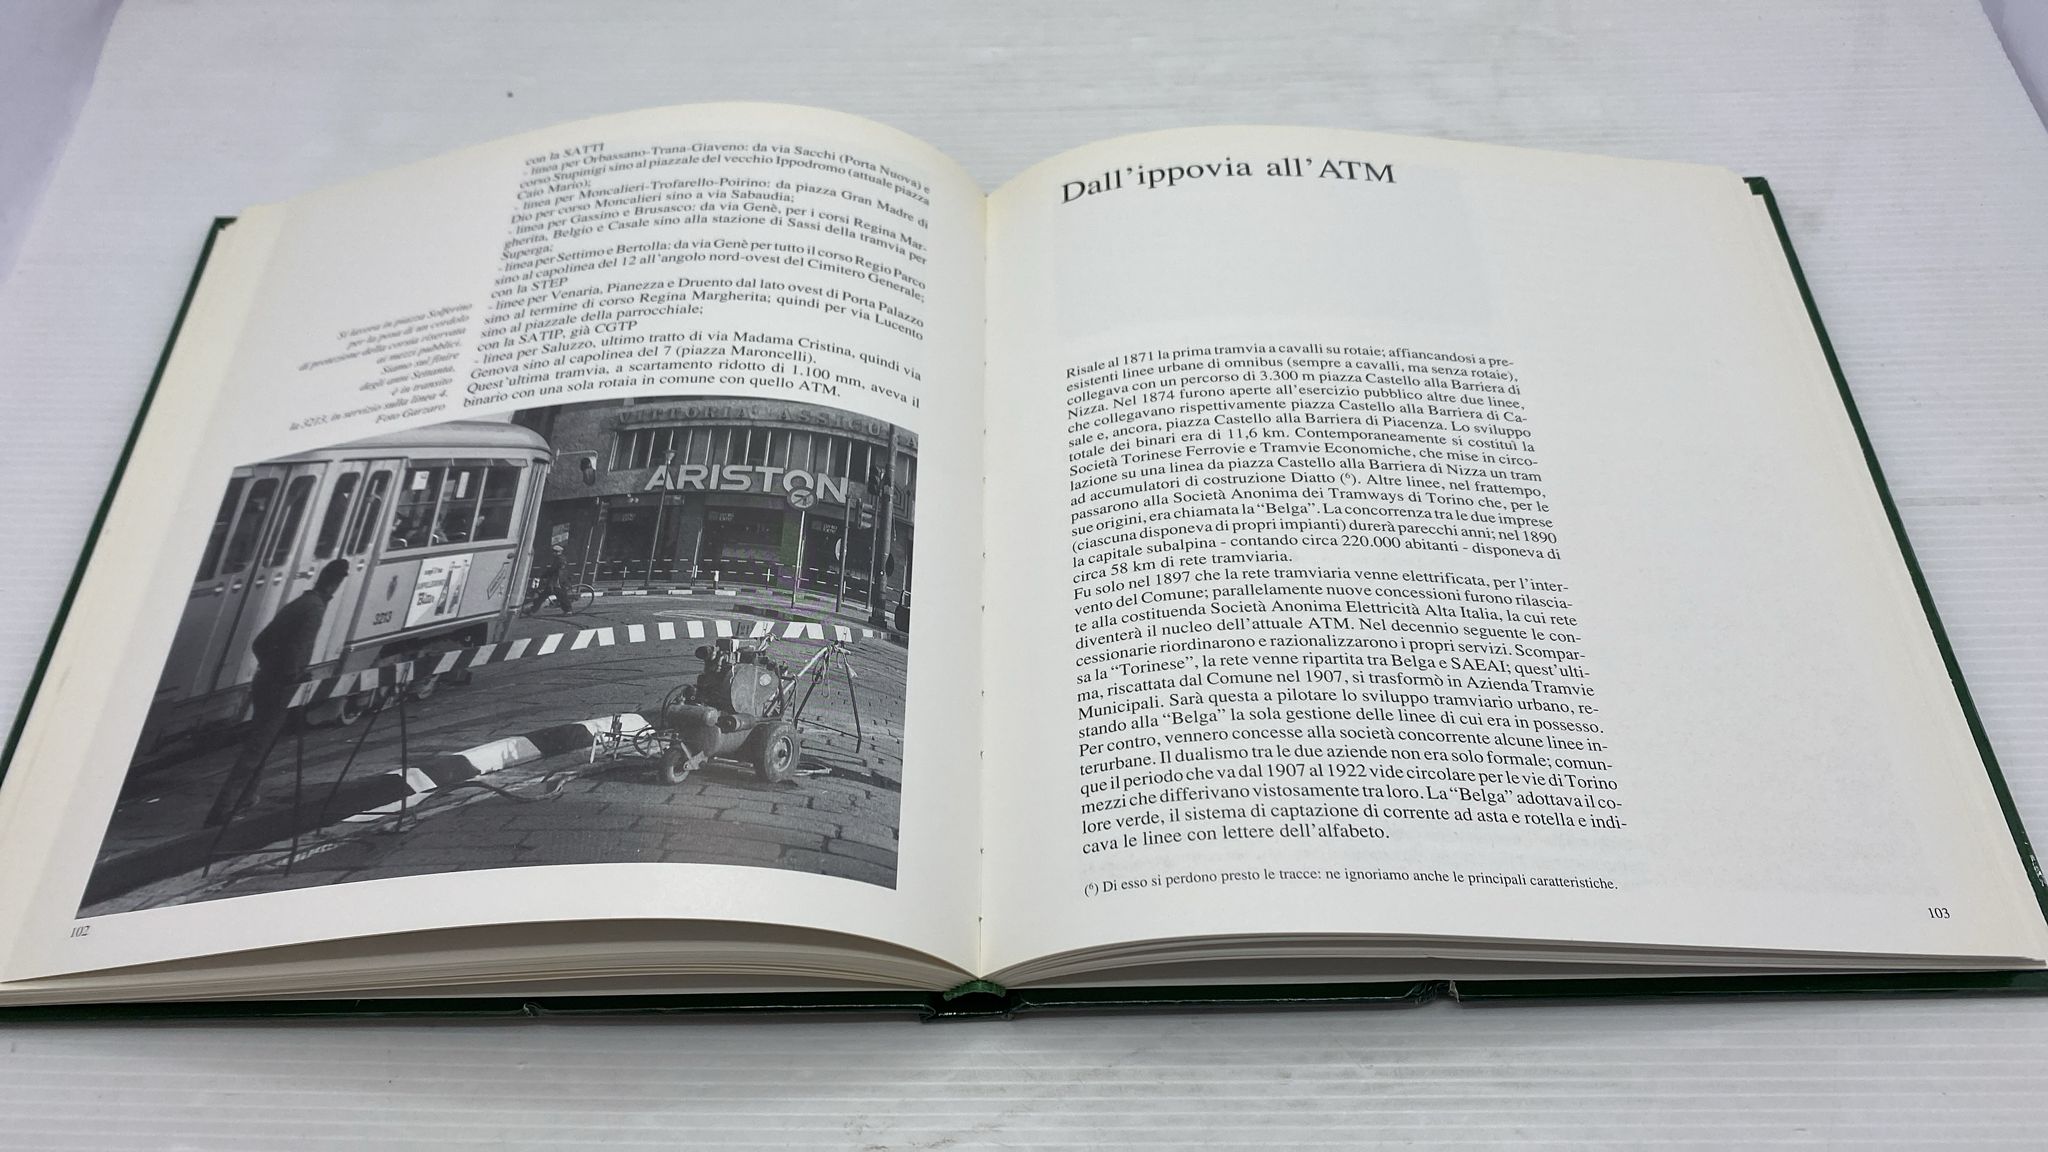 con la SATTI
- linea per Orbassano-Trana-Giaveno: da via Sacchi (Porta Nuova) e
corso Stupinigi sino al piazzale del vecchio Ippodromo (attuale piazza
Caio Mario);
- linea per Moncalieri-Trofarello-Poirino: da piazza Gran Madre di
Dio per corso Moncalieri sino a via Sabaudia;
- linea per Gassino e Brusasco: da via Genè, per i corsi Regina Mar-
gherita, Belgio e Casale sino alla stazione di Sassi della tramvia per
Superga;
- linea per Settimo e Bertolla: da via Genè per tutto il corso Regio Parco
sino al capolinea del 12 all'angolo nord-ovest del Cimitero Generale;
con la STEP
- linee per Venaria, Pianezza e Druento dal lato ovest di Porta Palazzo
sino al termine di corso Regina Margherita; quindi per via Lucento
sino al piazzale della parrocchiale;
con la SATIP, già CGTP
- linea per Saluzzo, ultimo tratto di via Madama Cristina, quindi via
Genova sino al capolinea del 7 (piazza Maroncelli).
Quest'ultima tramvia, a scartamento ridotto di 1.100 mm, aveva il
binario con una sola rotaia in comune con quello ATM.
Si lavora in piazza Solferino
per la posa di un cordolo
di protezione della corsia riservata
ai mezzi pubblici.
Siamo sul finire
degli anni Settanta,
e in transito
la 3213, in servizio sulla linea 4.
Foto Garzaro
VITTORIA ASSICU
ARISTON
3213
102
Dall'ippovia all'ATM
Risale al 1871 la prima tramvia a cavalli su rotaie; affiancandosi a pre-
esistenti linee urbane di omnibus (sempre a cavalli, ma senza rotaie),
collegava con un percorso di 3.300 m piazza Castello alla Barriera di
Nizza. Nel 1874 furono aperte all'esercizio pubblico altre due linee,
che collegavano rispettivamente piazza Castello alla Barriera di Ca-
sale e, ancora, piazza Castello alla Barriera di Piacenza. Lo sviluppo
totale dei binari era di 11,6 km. Contemporaneamente si costituì la
Società Torinese Ferrovie e Tramvie Economiche, che mise in circo-
lazione su una linea da piazza Castello alla Barriera di Nizza un tram
ad accumulatori di costruzione Diatto (⁶). Altre linee, nel frattempo,
passarono alla Società Anonima dei Tramways di Torino che, per le
sue origini, era chiamata la "Belga". La concorrenza tra le due imprese
(ciascuna disponeva di propri impianti) durerà parecchi anni; nel 1890
la capitale subalpina - contando circa 220.000 abitanti - disponeva di
circa 58 km di rete tramviaria.
Fu solo nel 1897 che la rete tramviaria venne elettrificata, per l'inter-
vento del Comune; parallelamente nuove concessioni furono rilascia-
te alla costituenda Società Anonima Elettricità Alta Italia, la cui rete
diventerà il nucleo dell'attuale ATM. Nel decennio seguente le con-
cessionarie riordinarono e razionalizzarono i propri servizi. Scompar-
sa la "Torinese", la rete venne ripartita tra Belga e SAEAI; quest'ulti-
ma, riscattata dal Comune nel 1907, si trasformò in Azienda Tramvie
Municipali. Sarà questa a pilotare lo sviluppo tramviario urbano, re-
stando alla "Belga" la sola gestione delle linee di cui era in possesso.
Per contro, vennero concesse alla società concorrente alcune linee in-
terurbane. Il dualismo tra le due aziende non era solo formale; comun-
que il periodo che va dal 1907 al 1922 vide circolare per le vie di Torino
mezzi che differivano vistosamente tra loro. La "Belga" adottava il co-
lore verde, il sistema di captazione di corrente ad asta e rotella e indi-
cava le linee con lettere dell'alfabeto.
(⁶) Di esso si perdono presto le tracce: ne ignoriamo anche le principali caratteristiche.
103